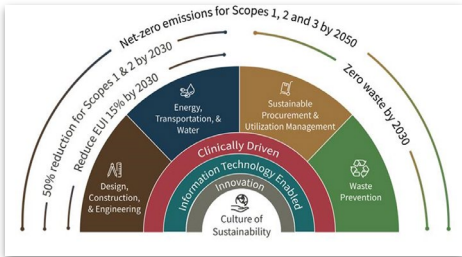 Net-zero emissions for Scopes 1, 2 and 3 by 2050
50% reduction for Scopes 1 & 2 by 2030
Reduce EUI 15% by 2030
Zero waste by 2030
Design,
Construction,
& Engineering
Energy,
Transportation, &
Water
Sustainable
Procurement &
Utilization Management
Waste
Prevention
Clinically Driven
Information Technology Enabled
Innovation
Culture of
Sustainability